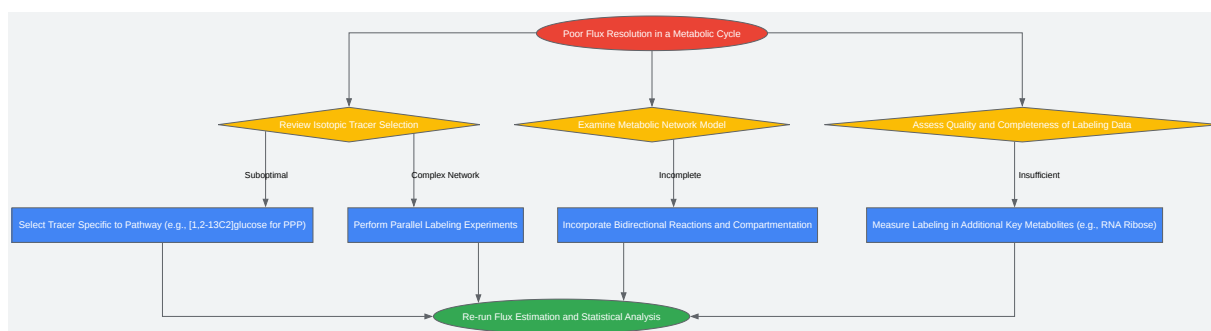 Poor Flux Resolution in a Metabolic Cycle
Review Isotopic Tracer Selection
Examine Metabolic Network Model
Assess Quality and Completeness of Labeling Data
Suboptimal
Complex Network
Incomplete
Insufficient
Select Tracer Specific to Pathway (e.g., [1,2-13C2]glucose for PPP)
Perform Parallel Labeling Experiments
Incorporate Bidirectional Reactions and Compartmentation
Measure Labeling in Additional Key Metabolites (e.g., RNA Ribose)
Re-run Flux Estimation and Statistical Analysis